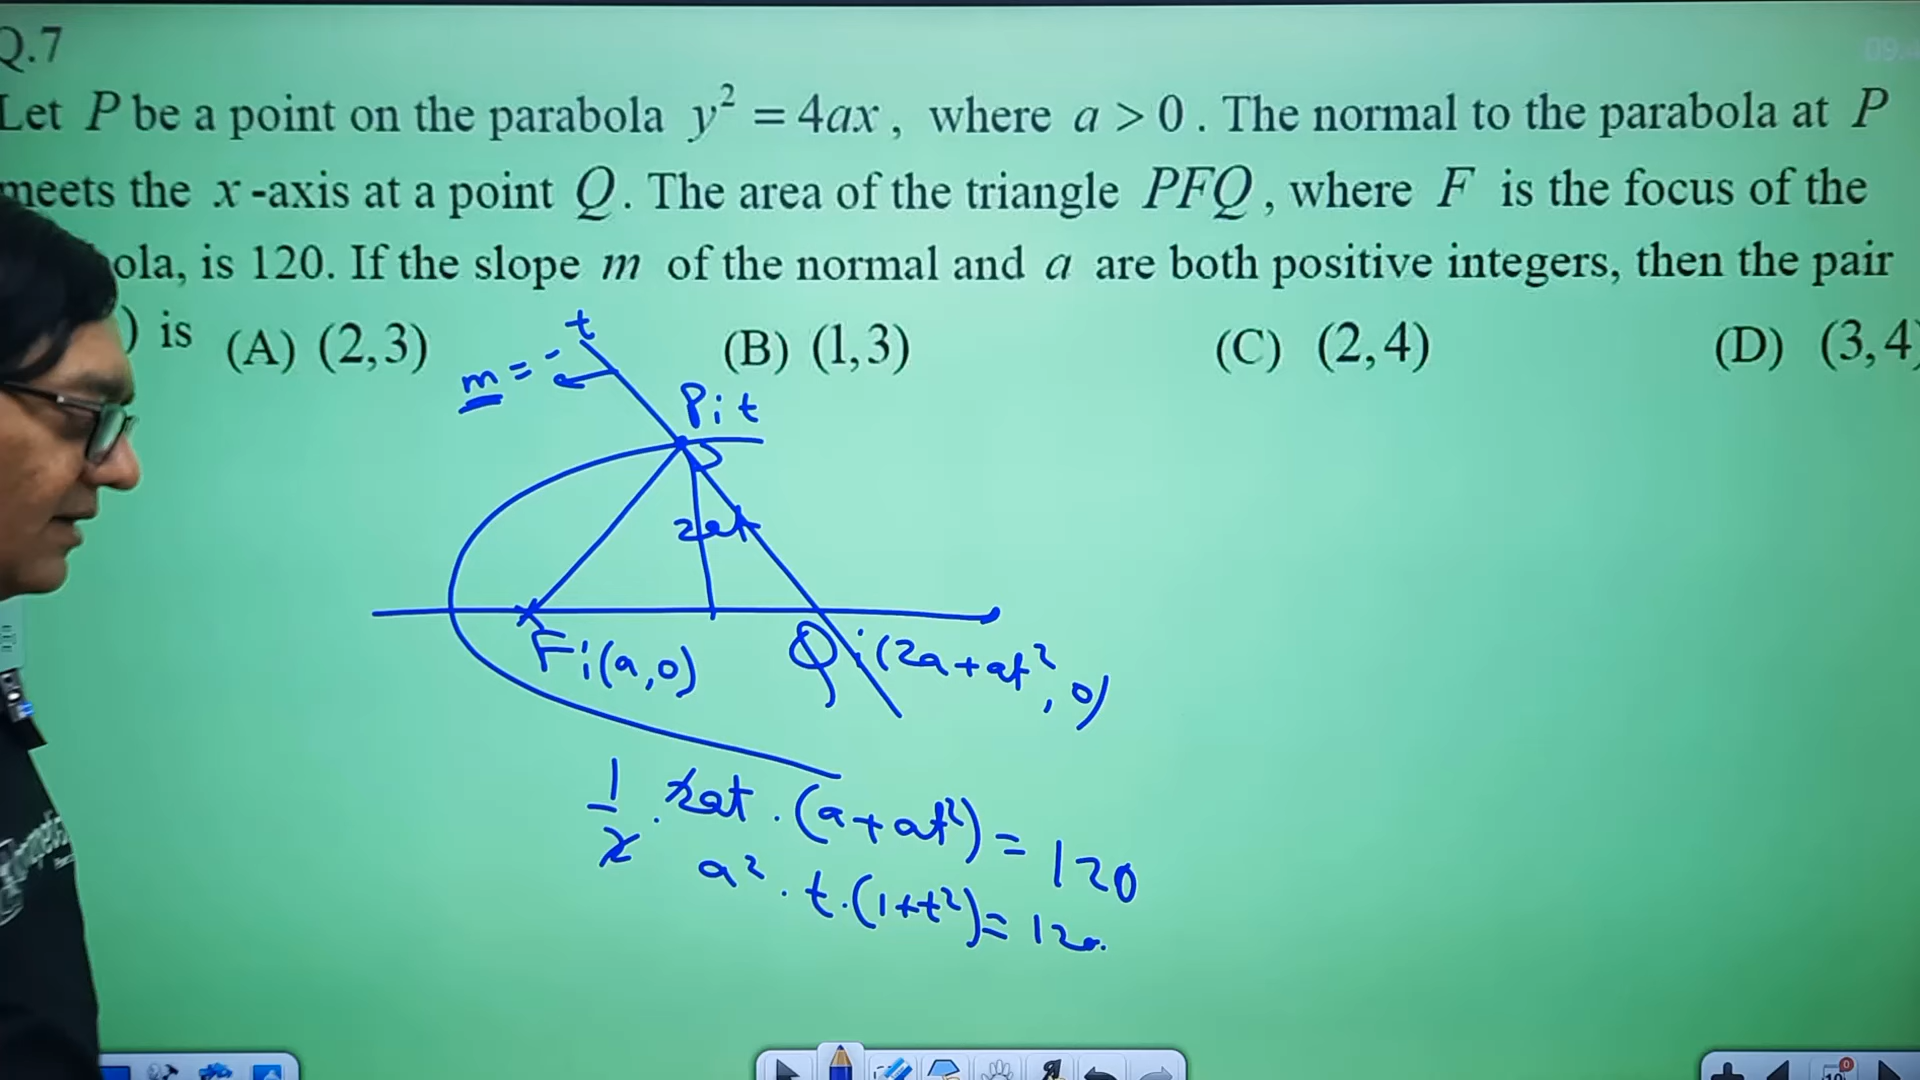 Q.7
Let P be a point on the parabola y² = 4ax, where a > 0. The normal to the parabola at P
meets the x-axis at a point Q. The area of the triangle PFQ, where F is the focus of the
ola, is 120. If the slope m of the normal and a are both positive integers, then the pair
) is (A) (2,3) (B) (1,3) (C) (2,4) (D) (3,4)
m = -t
P: t
2at
F: (a,0) Q: (2a+at², 0)
1/2 . 2at . (a+at²) = 120
a² . t.(1+t²) = 120.